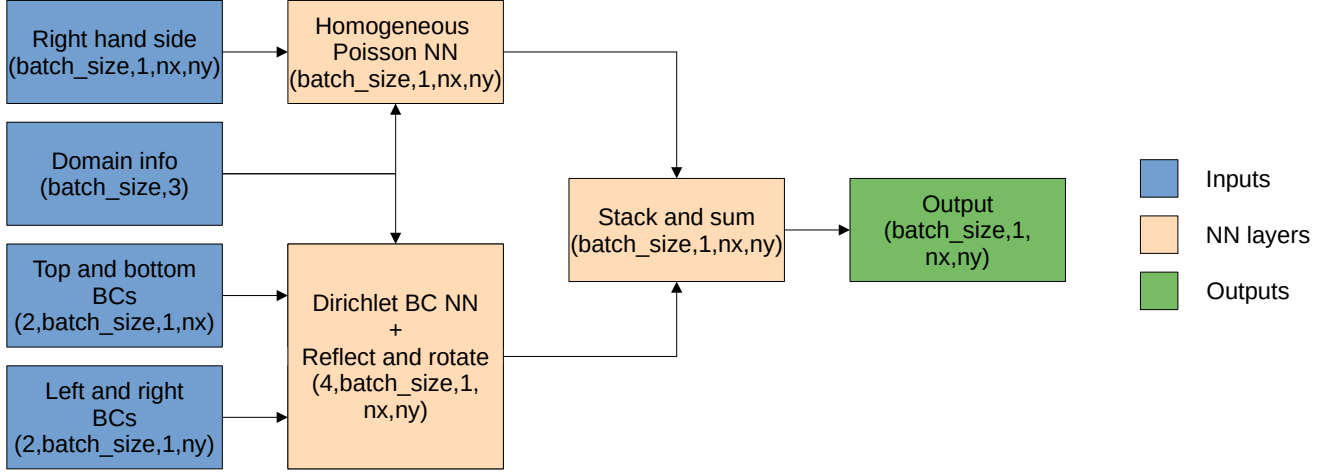 Right hand side
(batch_size,1,nx,ny)
Homogeneous
Poisson NN
(batch_size,1,nx,ny)
Domain info
(batch_size,3)
Top and bottom
BCs
(2,batch_size,1,nx)
Left and right
BCs
(2,batch_size,1,ny)
Dirichlet BC NN
+
Reflect and rotate
(4,batch_size,1,
nx,ny)
Stack and sum
(batch_size,1,nx,ny)
Output
(batch_size,1,
nx,ny)
Inputs
NN layers
Outputs